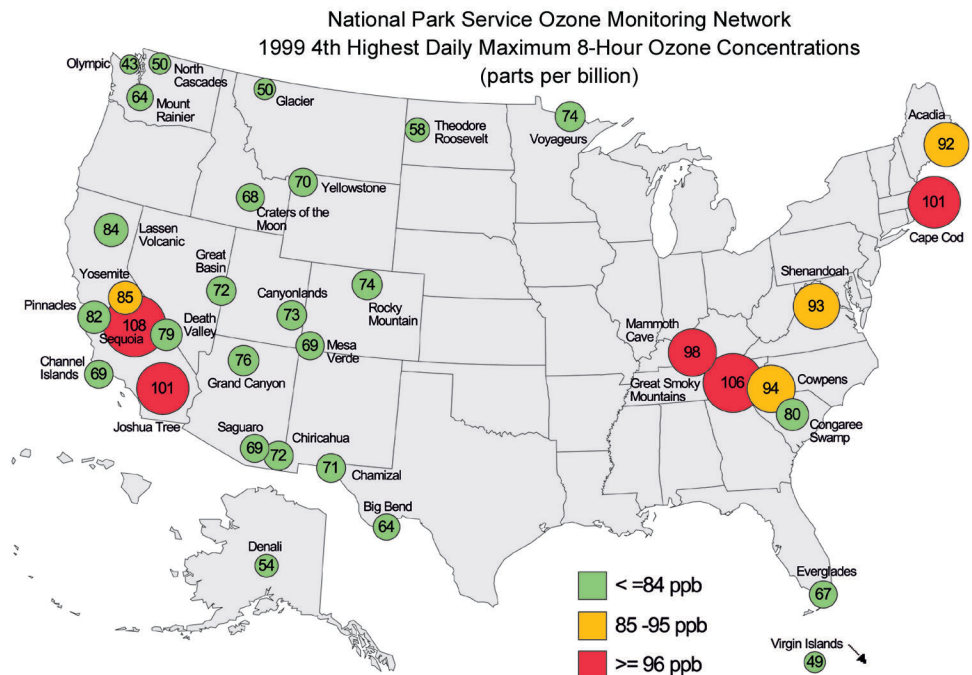 National Park Service Ozone Monitoring Network
1999 4th Highest Daily Maximum 8-Hour Ozone Concentrations
(parts per billion)
Olympic
43
50
North
Cascades
64
Mount
Rainier
50
Glacier
58
Theodore
Roosevelt
74
Voyageurs
Acadia
92
101
Cape Cod
70
Yellowstone
68
Craters of the
Moon
84
Lassen
Volcanic
Yosemite
85
Great
Basin
72
Canyonlands
73
74
Rocky
Mountain
Shenandoah
93
Pinnacles
82
108
Sequoia
79
Death
Valley
69
Mesa
Verde
Mammoth
Cave
98
Channel
Islands
69
101
Joshua Tree
76
Grand Canyon
Great Smoky
Mountains
106
94
Cowpens
80
Congaree
Swamp
Saguaro
69
72
Chiricahua
71
Chamizal
Big Bend
64
Denali
54
Everglades
67
Virgin Islands
49
< =84 ppb
85 -95 ppb
>= 96 ppb